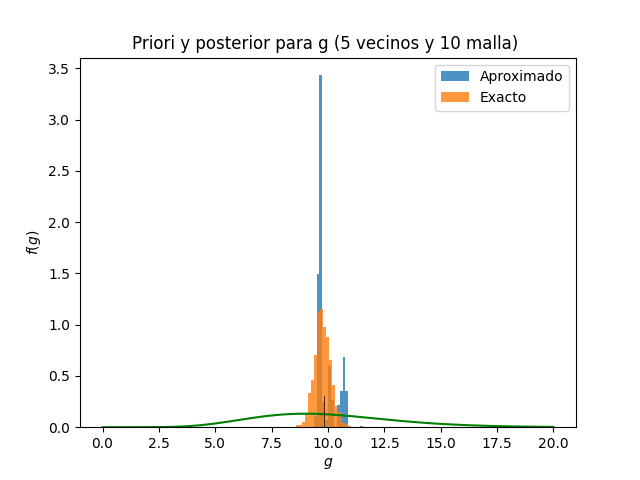 Priori y posterior para g (5 vecinos y 10 malla)
Aproximado
Exacto
3.5
3.0
2.5
2.0
1.5
1.0
0.5
0.0
f(g)
0.0 2.5 5.0 7.5 10.0 12.5 15.0 17.5 20.0
g